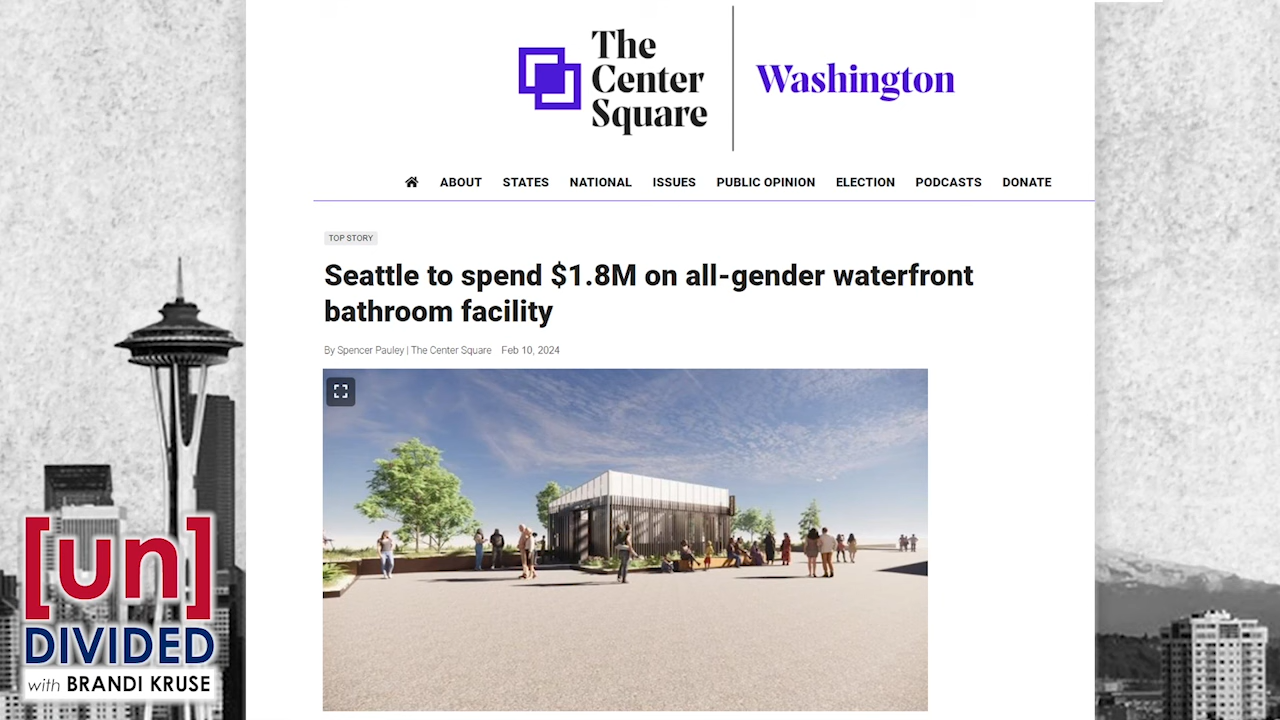 The
Center
Square
Washington
ABOUT STATES NATIONAL ISSUES PUBLIC OPINION ELECTION PODCASTS DONATE
TOP STORY
Seattle to spend $1.8M on all-gender waterfront
bathroom facility
By Spencer Pauley | The Center Square Feb 10, 2024
[un]
DIVIDED
with BRANDI KRUSE